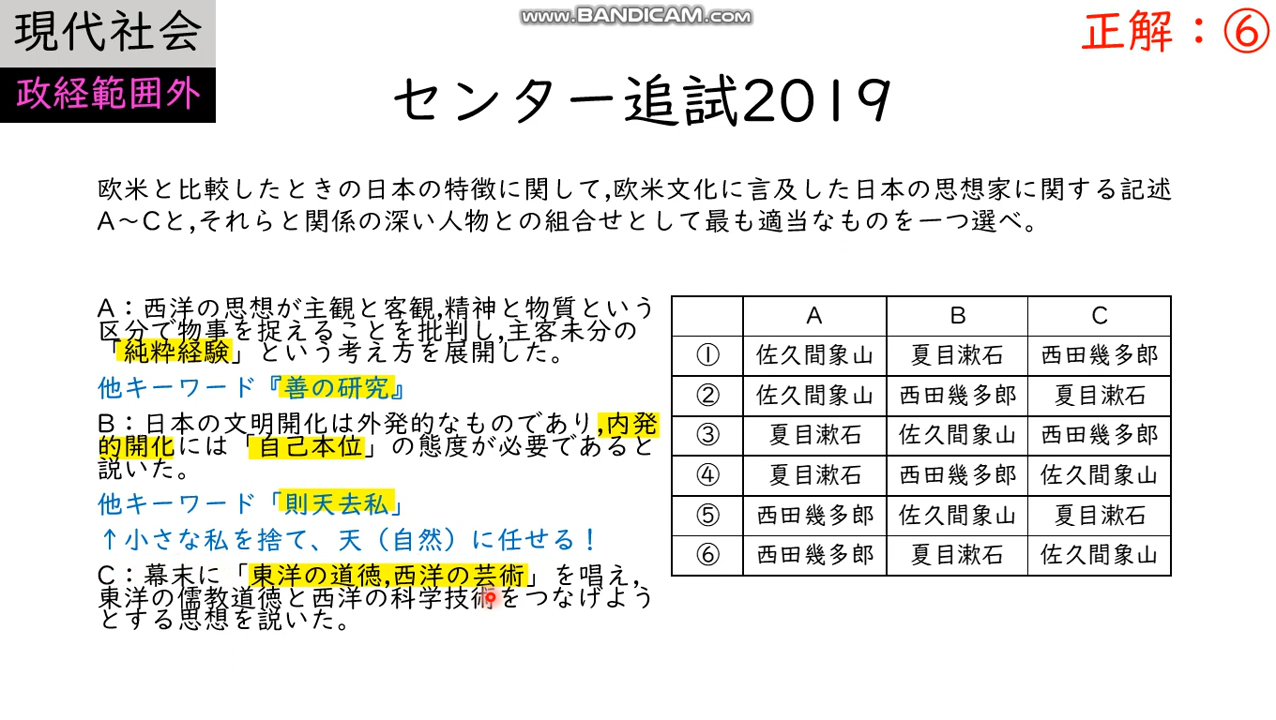 現代社会
www.BANDICAM.com
正解：⑥
政経範囲外
センター追試2019
欧米と比較したときの日本の特徴に関して,欧米文化に言及した日本の思想家に関する記述
A～Cと,それらと関係の深い人物との組合せとして最も適当なものを一つ選べ。
A：西洋の思想が主観と客観,精神と物質という
区分で物事を捉えることを批判し,主客未分の
「純粋経験」という考え方を展開した。
他キーワード『善の研究』
B：日本の文明開化は外発的なものであり,内発
的開化には「自己本位」の態度が必要であると
説いた。
他キーワード「則天去私」
↑小さな私を捨て、天（自然）に任せる！
C：幕末に「東洋の道徳,西洋の芸術」を唱え,
東洋の儒教道徳と西洋の科学技術をつなげよう
とする思想を説いた。
A B C
① 佐久間象山 夏目漱石 西田幾多郎
② 佐久間象山 西田幾多郎 夏目漱石
③ 夏目漱石 佐久間象山 西田幾多郎
④ 夏目漱石 西田幾多郎 佐久間象山
⑤ 西田幾多郎 佐久間象山 夏目漱石
⑥ 西田幾多郎 夏目漱石 佐久間象山